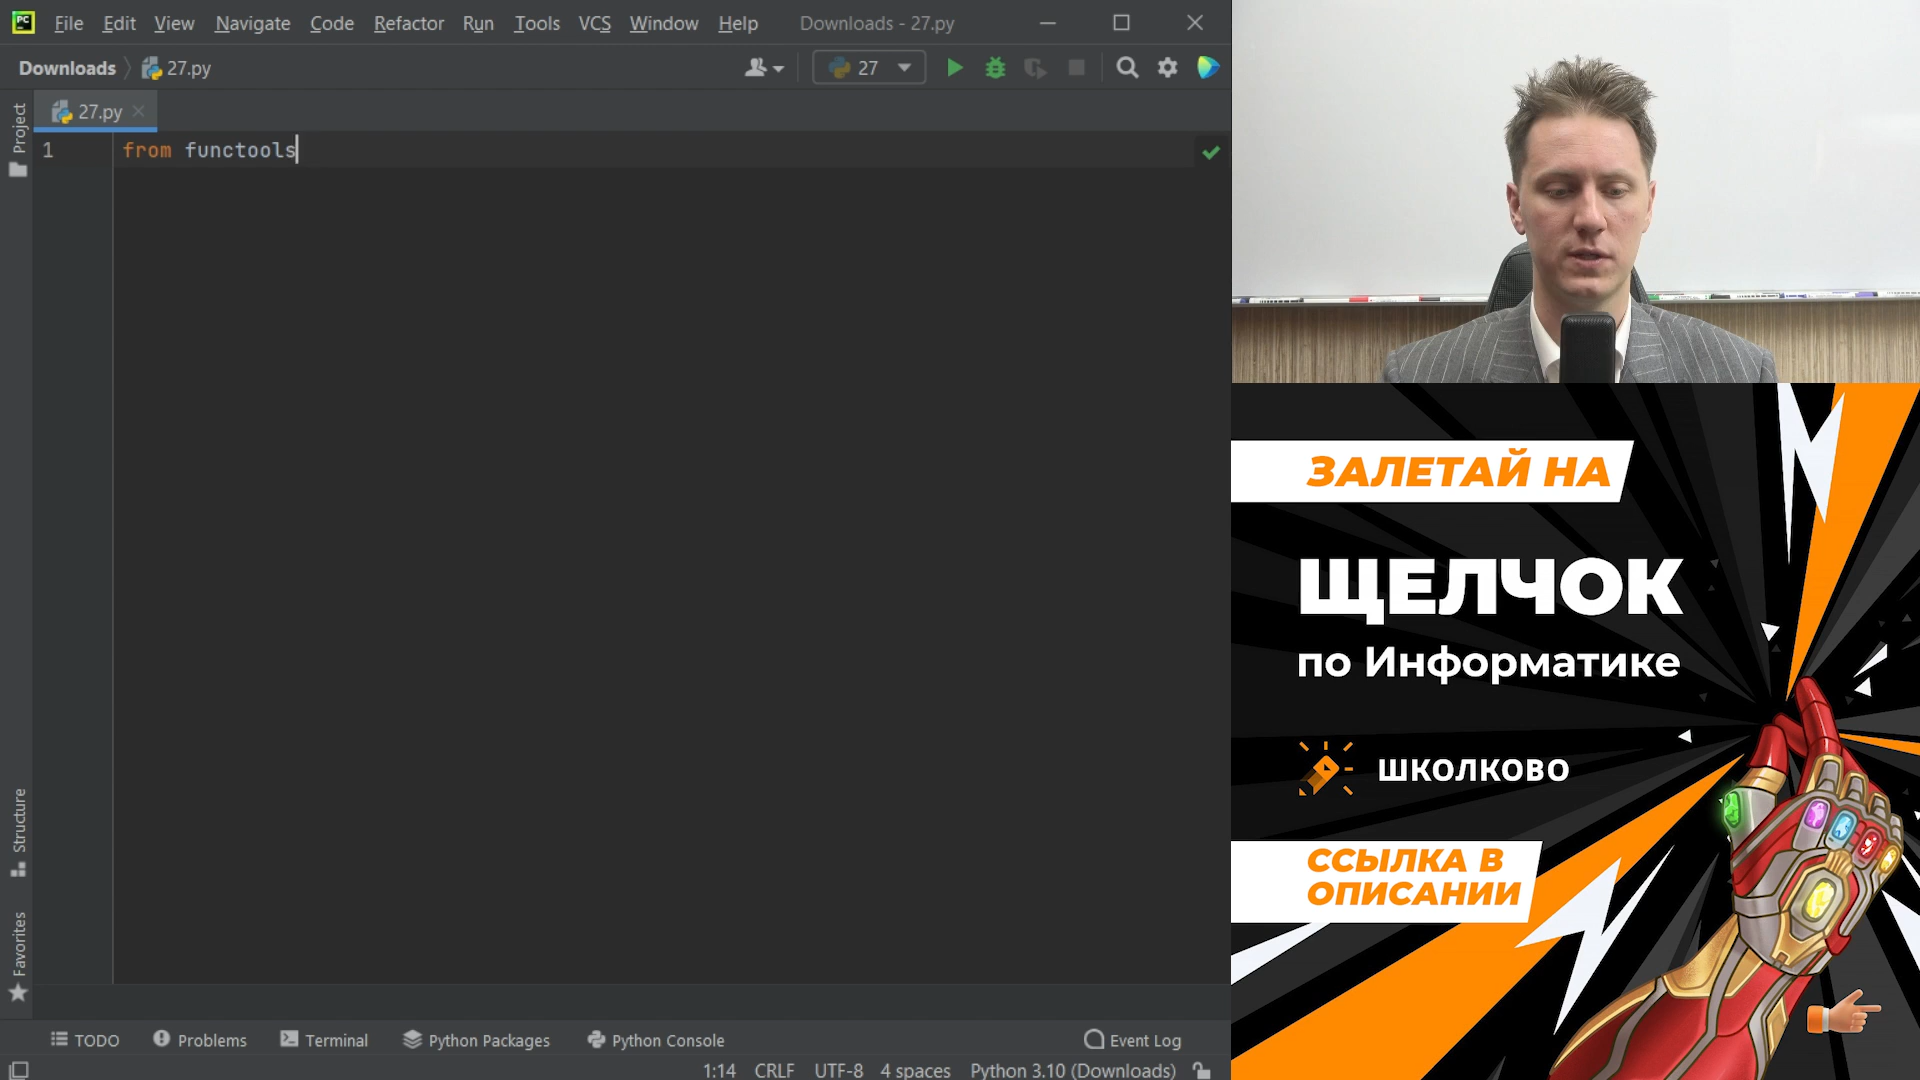 PC File Edit View Navigate Code Refactor Run Tools VCS Window Help Downloads - 27.py
Downloads 27.py
27
27.py
Project
1 from functools
Structure
Favorites
TODO Problems Terminal Python Packages Python Console Event Log
1:14 CRLF UTF-8 4 spaces Python 3.10 (Downloads)
ЗАЛЕТАЙ НА
ЩЕЛЧОК
по Информатике
ШКОЛКОВО
ССЫЛКА В
ОПИСАНИИ